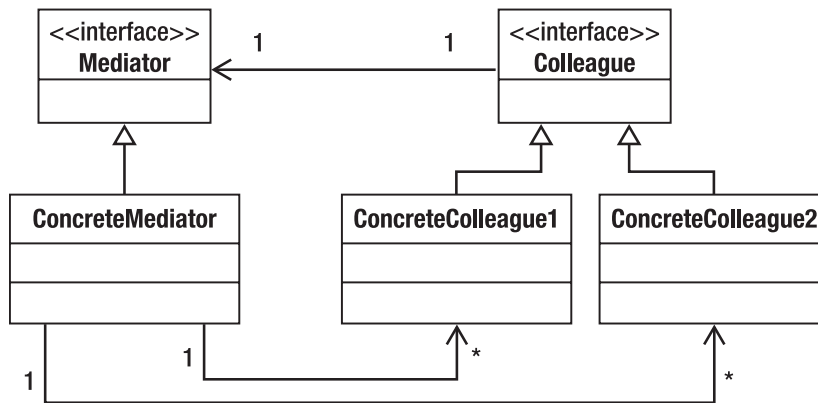 <<interface>>
Mediator
1
1
<<interface>>
Colleague
ConcreteMediator
ConcreteColleague1
ConcreteColleague2
1
*
1
*